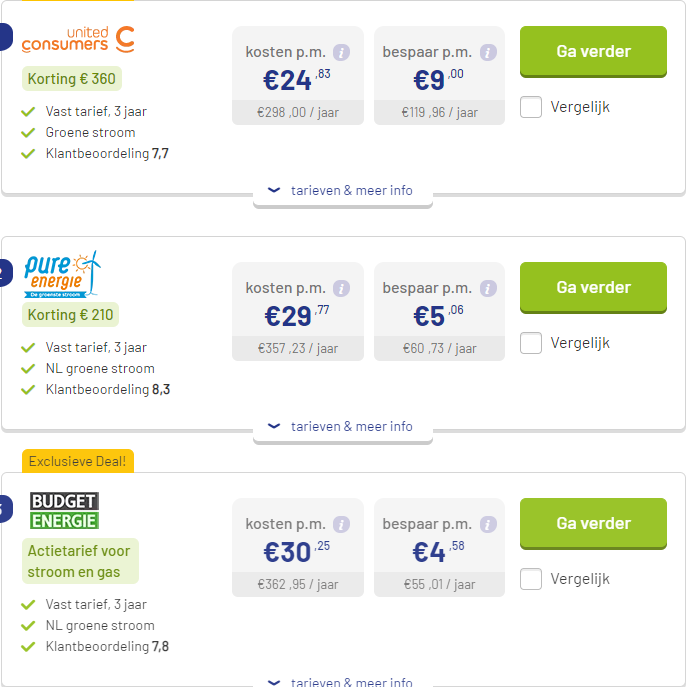 united
consumers
Korting € 360
Vast tarief, 3 jaar
Groene stroom
Klantbeoordeling 7,7
kosten p.m. i
€24 ,83
€298 ,00 / jaar
bespaar p.m. i
€9 ,00
€119 ,96 / jaar
Ga verder
Vergelijk
tarieven & meer info
pure
energie
De groenste stroom
Korting € 210
Vast tarief, 3 jaar
NL groene stroom
Klantbeoordeling 8,3
kosten p.m. i
€29 ,77
€357 ,23 / jaar
bespaar p.m. i
€5 ,06
€60 ,73 / jaar
Ga verder
Vergelijk
tarieven & meer info
Exclusieve Deal!
BUDGET
ENERGIE
Actietarief voor
stroom en gas
Vast tarief, 3 jaar
NL groene stroom
Klantbeoordeling 7,8
kosten p.m. i
€30 ,25
€362 ,95 / jaar
bespaar p.m. i
€4 ,58
€55 ,01 / jaar
Ga verder
Vergelijk
tarieven & meer info